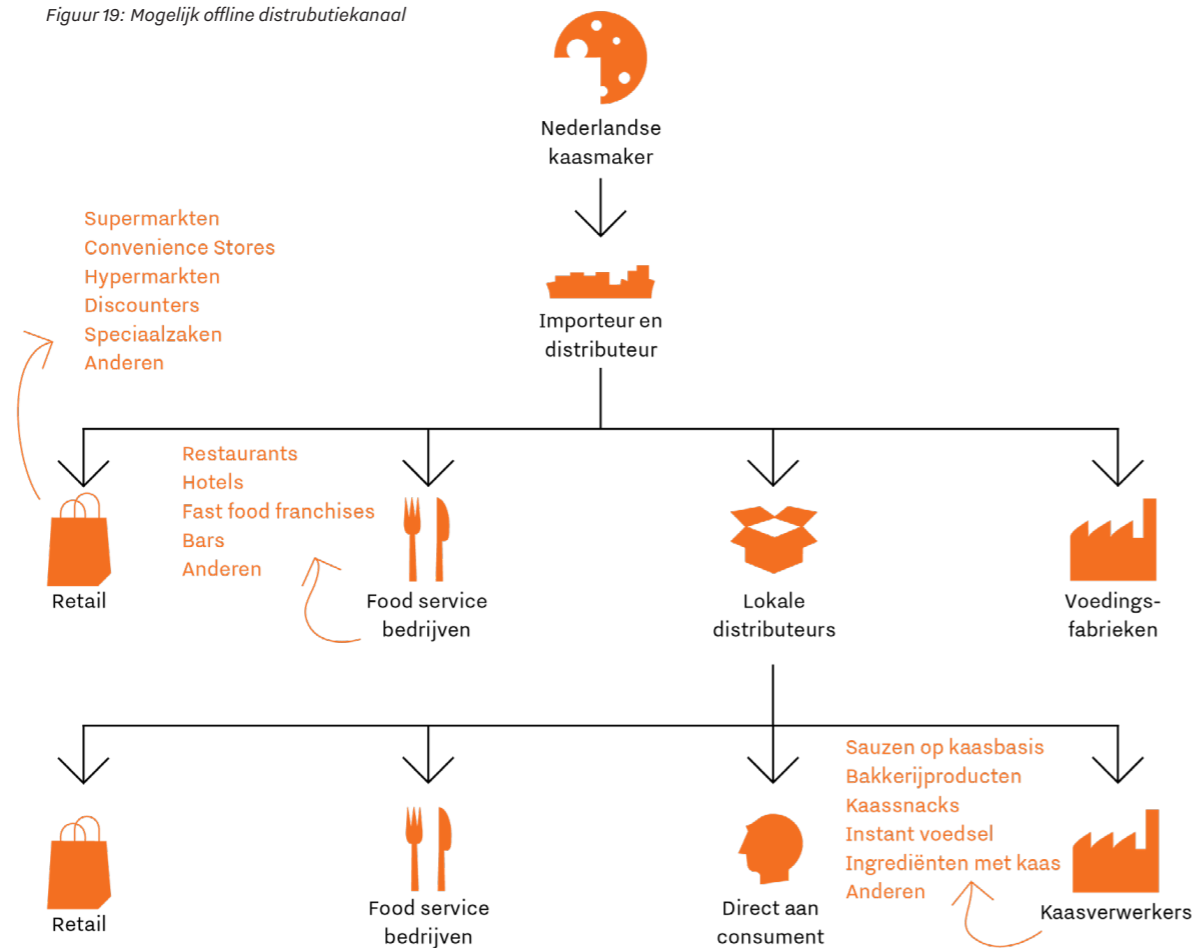 Figuur 19: Mogelijk offline distrubutiekanaal
Nederlandse
kaasmaker
Supermarkten
Convenience Stores
Hypermarkten
Discounters
Speciaalzaken
Anderen
Importeur en
distributeur
Restaurants
Hotels
Fast food franchises
Bars
Anderen
Retail
Food service
bedrijven
Lokale
distributeurs
Voedings-
fabrieken
Sauzen op kaasbasis
Bakkerijproducten
Kaassnacks
Instant voedsel
Ingrediënten met kaas
Anderen
Retail
Food service
bedrijven
Direct aan
consument
Kaasverwerkers